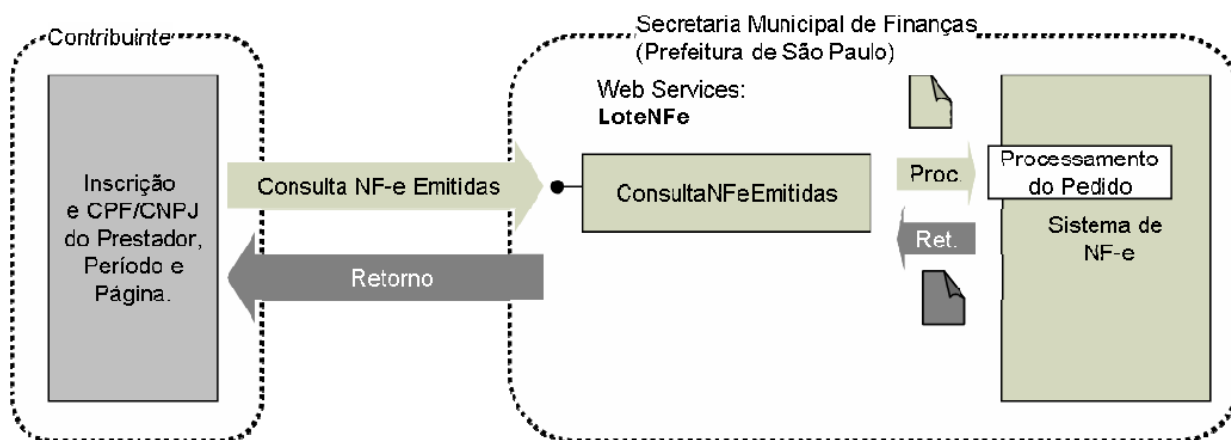 Contribuinte
Inscrição
e CPF/CNPJ
do Prestador,
Período e
Página.
Consulta NF-e Emitidas
Retorno
Secretaria Municipal de Finanças
(Prefeitura de São Paulo)
Web Services:
LoteNFe
ConsultaNFeEmitidas
Proc.
Ret.
Processamento
do Pedido
Sistema de
NF-e